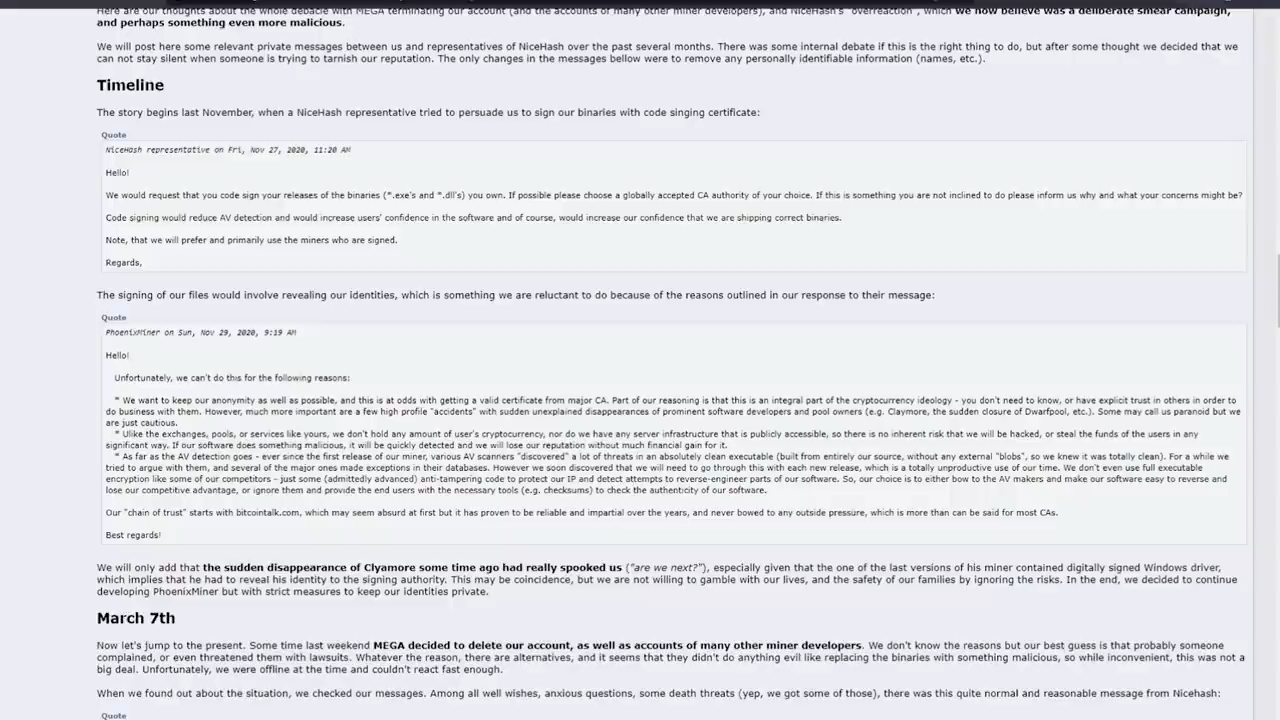 Here are our thoughts about the whole debacle with MEGA terminating our account (and the accounts of many other miner developers), and NiceHash's "overreaction", which we now believe was a deliberate smear campaign,
and perhaps something even more malicious.
We will post here some relevant private messages between us and representatives of NiceHash over the past several months. There was some internal debate if this is the right thing to do, but after some thought we decided that we
can not stay silent when someone is trying to tarnish our reputation. The only changes in the messages bellow were to remove any personally identifiable information (names, etc.).
Timeline
The story begins last November, when a NiceHash representative tried to persuade us to sign our binaries with code singing certificate:
Quote
NiceHash representative on Fri, Nov 27, 2020, 11:20 AM
Hello!
We would request that you code sign your releases of the binaries (*.exe's and *.dll's) you own. If possible please choose a globally accepted CA authority of your choice. If this is something you are not inclined to do please inform us why and what your concerns might be?
Code signing would reduce AV detection and would increase users' confidence in the software and of course, would increase our confidence that we are shipping correct binaries.
Note, that we will prefer and primarily use the miners who are signed.
Regards,
The signing of our files would involve revealing our identities, which is something we are reluctant to do because of the reasons outlined in our response to their message:
Quote
PhoenixMiner on Sun, Nov 29, 2020, 9:19 AM
Hello!
Unfortunately, we can't do this for the following reasons:
* We want to keep our anonymity as well as possible, and this is at odds with getting a valid certificate from major CA. Part of our reasoning is that this is an integral part of the cryptocurrency ideology - you don't need to know, or have explicit trust in others in order to
do business with them. However, much more important are a few high profile "accidents" with sudden unexplained disappearances of prominent software developers and pool owners (e.g. Claymore, the sudden closure of Dwarfpool, etc.). Some may call us paranoid but we
are just cautious.
* Ulike the exchanges, pools, or services like yours, we don't hold any amount of user's cryptocurrency, nor do we have any server infrastructure that is publicly accessible, so there is no inherent risk that we will be hacked, or steal the funds of the users in any
significant way. If our software does something malicious, it will be quickly detected and we will lose our reputation without much financial gain for it.
* As far as the AV detection goes - ever since the first release of our miner, various AV scanners "discovered" a lot of threats in an absolutely clean executable (built from entirely our source, without any external "blobs", so we knew it was totally clean). For a while we
tried to argue with them, and several of the major ones made exceptions in their databases. However we soon discovered that we will need to go through this with each new release, which is a totally unproductive use of our time. We don't even use full executable
encryption like some of our competitors - just some (admittedly advanced) anti-tampering code to protect our IP and detect attempts to reverse-engineer parts of our software. So, our choice is to either bow to the AV makers and make our software easy to reverse and
lose our competitive advantage, or ignore them and provide the end users with the necessary tools (e.g. checksums) to check the authenticity of our software.
Our "chain of trust" starts with bitcointalk.com, which may seem absurd at first but it has proven to be reliable and impartial over the years, and never bowed to any outside pressure, which is more than can be said for most CAs.
Best regards!
We will only add that the sudden disappearance of Clyamore some time ago had really spooked us ("are we next?"), especially given that the one of the last versions of his miner contained digitally signed Windows driver,
which implies that he had to reveal his identity to the signing authority. This may be coincidence, but we are not willing to gamble with our lives, and the safety of our families by ignoring the risks. In the end, we decided to continue
developing PhoenixMiner but with strict measures to keep our identities private.
March 7th
Now let's jump to the present. Some time last weekend MEGA decided to delete our account, as well as accounts of many other miner developers. We don't know the reasons but our best guess is that probably someone
complained, or even threatened them with lawsuits. Whatever the reason, there are alternatives, and it seems that they didn't do anything evil like replacing the binaries with something malicious, so while inconvenient, this was not a
big deal. Unfortunately, we were offline at the time and couldn't react fast enough.
When we found out about the situation, we checked our messages. Among all well wishes, anxious questions, some death threats (yep, we got some of those), there was this quite normal and reasonable message from Nicehash:
Quote